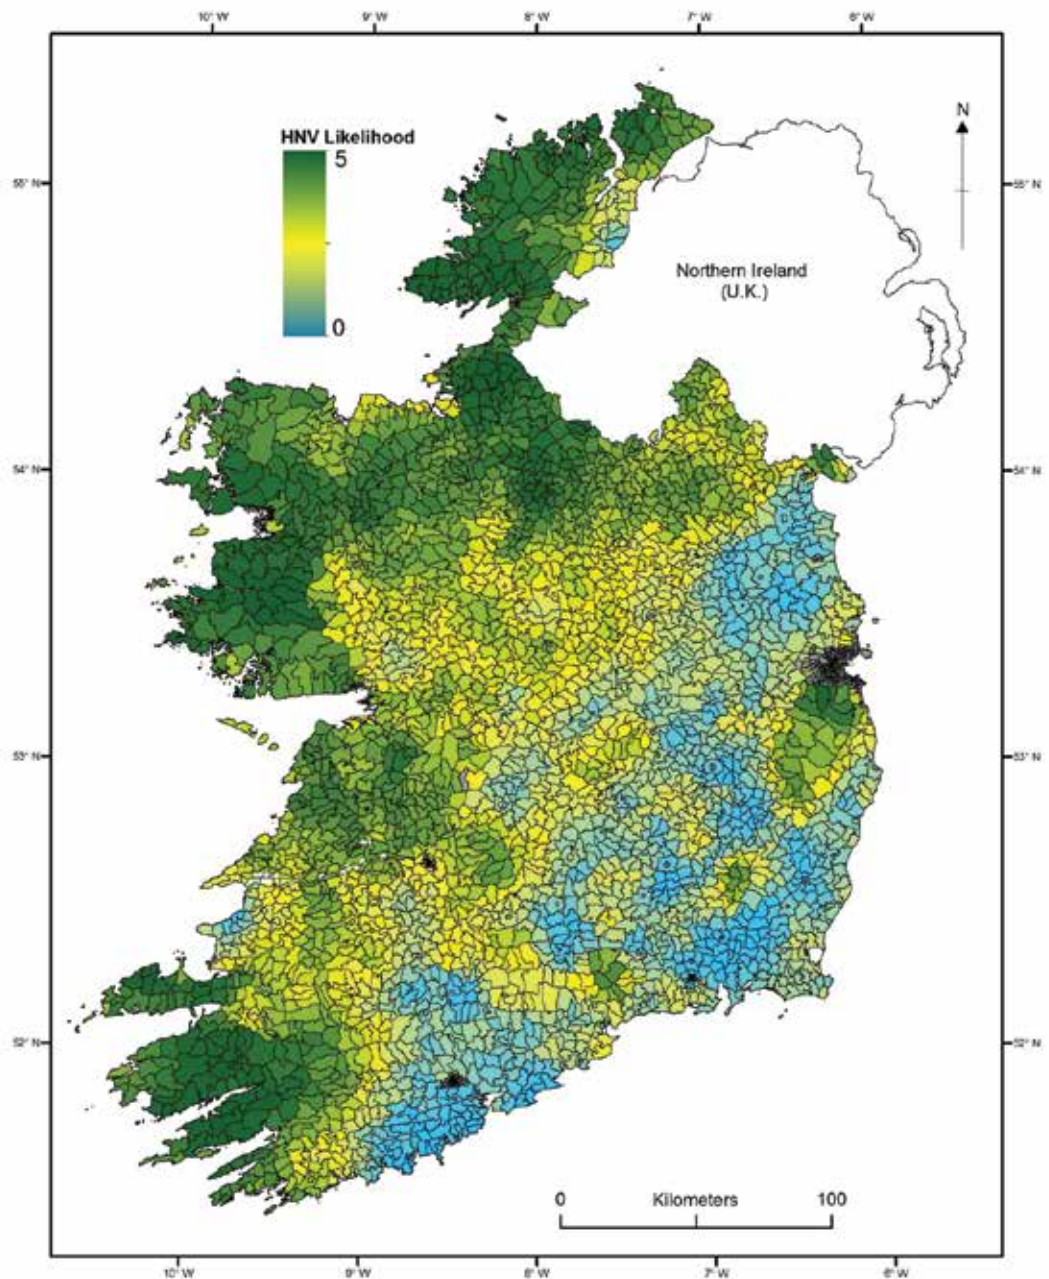 10° W 9° W 8° W 7° W 6° W
N
HNV Likelihood
5
55° N 55° N
Northern Ireland
(U.K.)
0
54° N 54° N
53° N 53° N
52° N 52° N
0 Kilometers 100
10° W 9° W 8° W 7° W 6° W